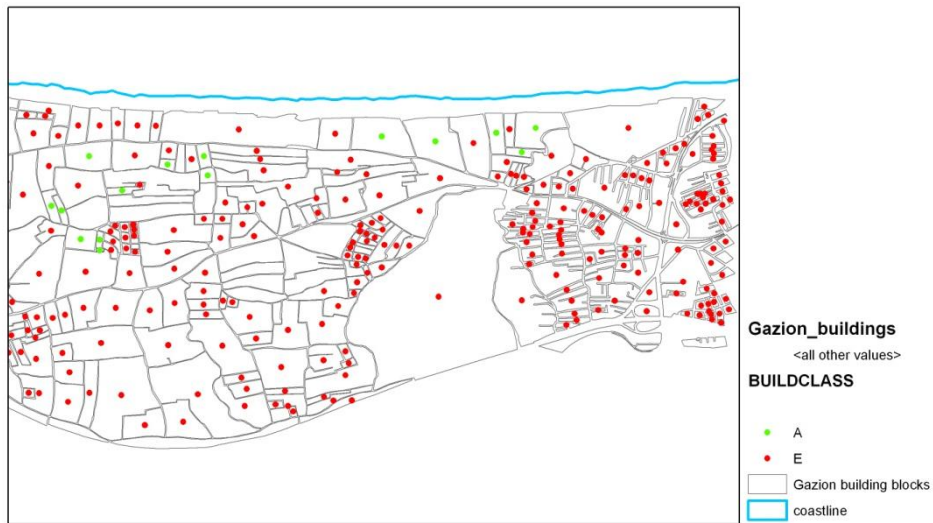 Gazion_buildings
<all other values>
BUILDCLASS
A
E
Gazion building blocks
coastline